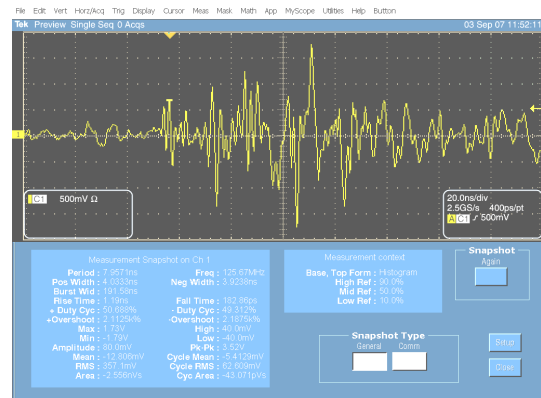 File Edit Vert Horz/Acq Trig Display Cursor Meas Mask Math App MyScope Utilities Help Button
Tek Preview Single Seq 0 Acqs 03 Sep 07 11:52:11
T
1
C1 500mV Ω
20.0ns/div
2.5GS/s 400ps/pt
A C1 500mV
Measurement Snapshot on Ch 1
Period : 7.9571ns Freq : 125.67MHz
Pos Width : 4.0333ns Neg Width : 3.9238ns
Burst Wid : 191.58ns
Rise Time : 1.19ns Fall Time : 182.86ps
+ Duty Cyc : 50.688% - Duty Cyc : 49.312%
+Overshoot : 2.1125k% -Overshoot : 2.1875k%
Max : 1.73V High : 40.0mV
Min : -1.79V Low : -40.0mV
Amplitude : 80.0mV Pk-Pk : 3.52V
Mean : -12.806mV Cycle Mean : -5.4129mV
RMS : 357.1mV Cycle RMS : 62.609mV
Area : -2.556nVs Cyc Area : -43.071pVs
Measurement context
Base, Top Form : Histogram
High Ref : 90.0%
Mid Ref : 50.0%
Low Ref : 10.0%
Snapshot
Again
Snapshot Type
General Comm
Setup
Close